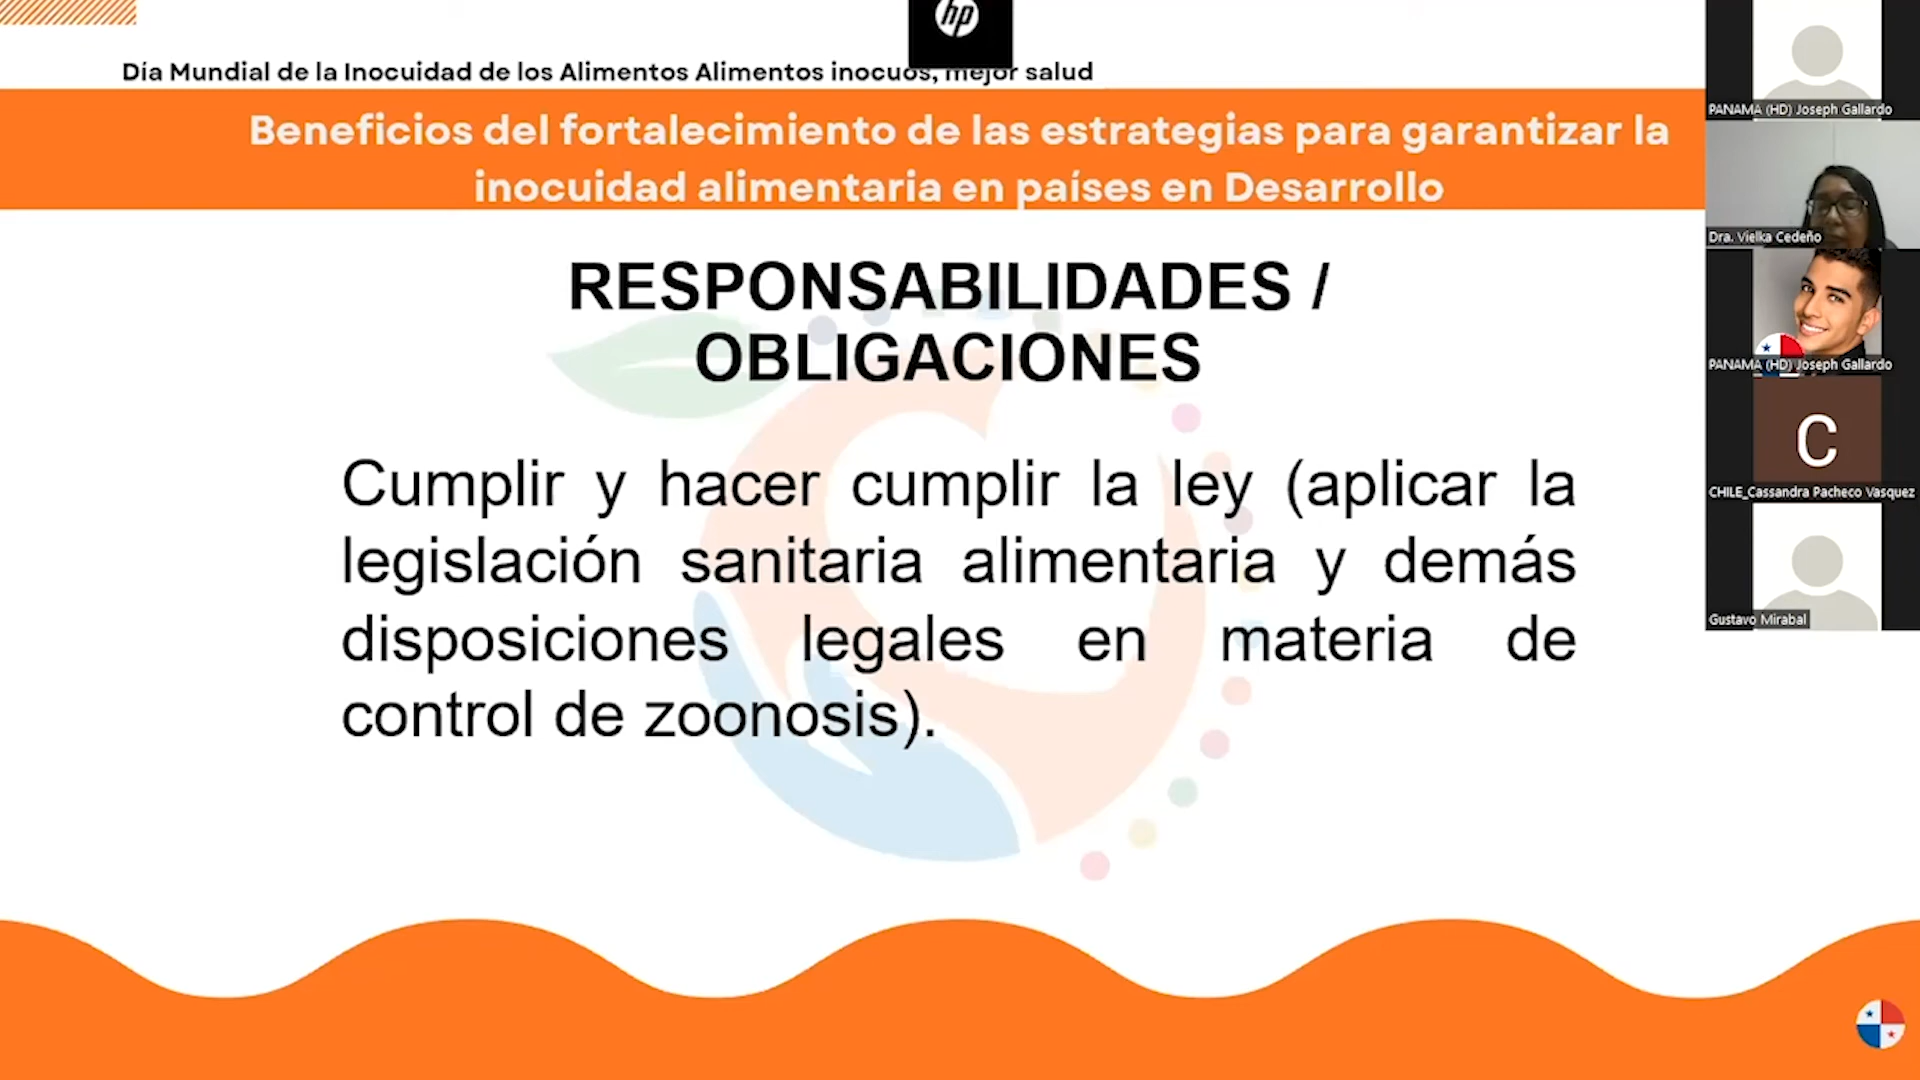 hp
Día Mundial de la Inocuidad de los Alimentos Alimentos inocuos, mejor salud
Beneficios del fortalecimiento de las estrategias para garantizar la
inocuidad alimentaria en países en Desarrollo
RESPONSABILIDADES /
OBLIGACIONES
Cumplir y hacer cumplir la ley (aplicar la
legislación sanitaria alimentaria y demás
disposiciones legales en materia de
control de zoonosis).
PANAMA (HD) Joseph Gallardo
Dra. Vielka Cedeño
PANAMA (HD) Joseph Gallardo
C
CHILE_Cassandra Pacheco Vasquez
Gustavo Mirabal